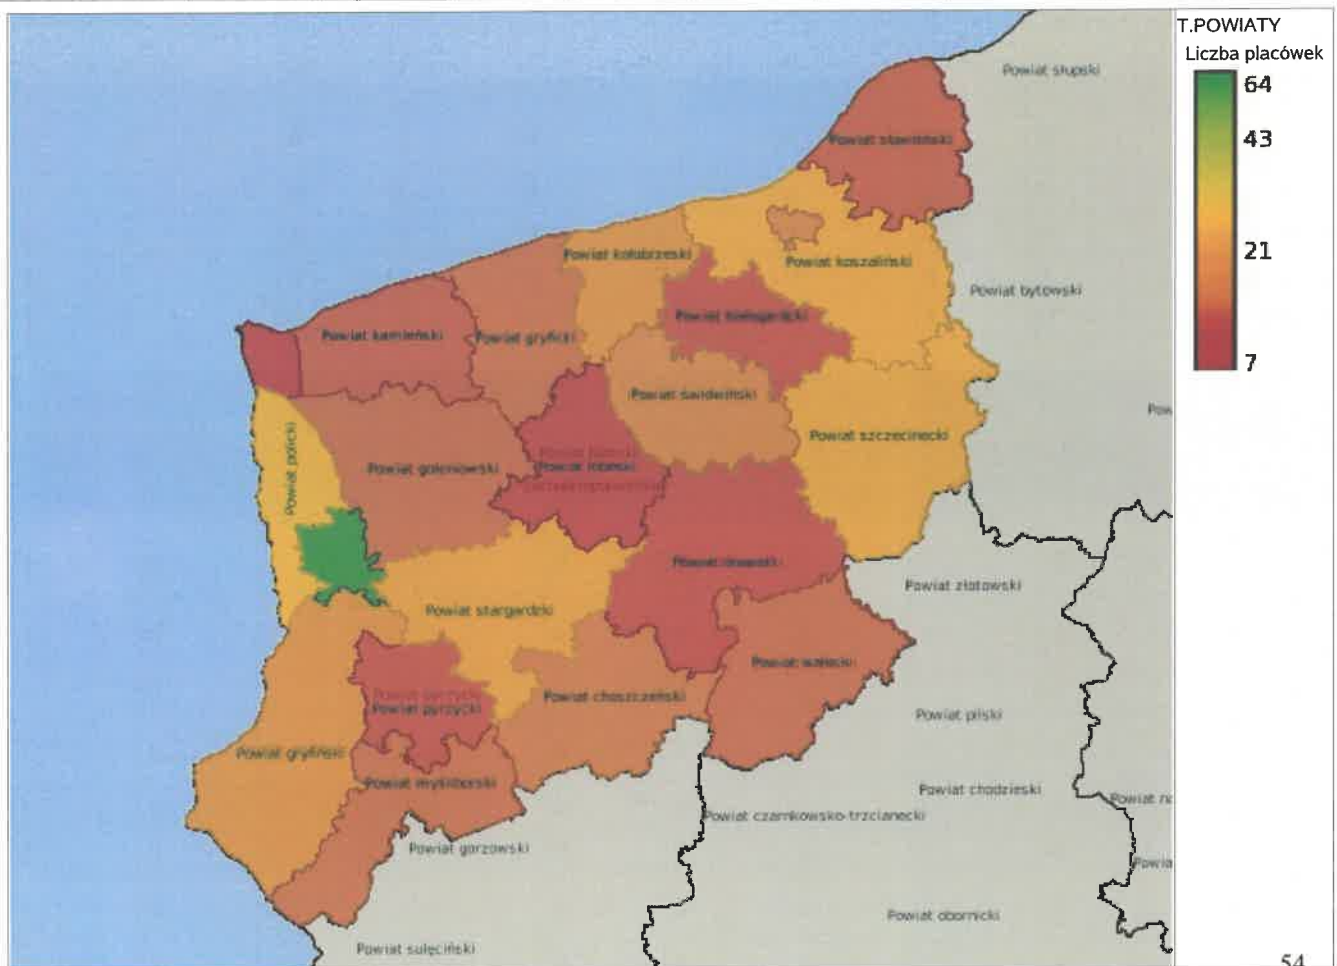 T.POWIATY
Liczba placówek
64
43
21
7
Powiat słupski
Powiat sławieński
Powiat kołobrzeski
Powiat koszaliński
Powiat bytowski
Powiat białogardzki
Powiat kamieński
Powiat gryficki
Powiat świdwiński
Powiat szczecinecki
Powiat policki
Powiat goleniowski
Powiat łobeski
Powiat drawski
Powiat złotowski
Powiat stargardzki
Powiat wałecki
Powiat choszczeński
Powiat pyrzycki
Powiat pilski
Powiat gryfiński
Powiat myśliborski
Powiat chodzieski
Powiat czarnkowsko-trzcianecki
Powiat gorzowski
Powiat obornicki
Powiat sulęciński
54